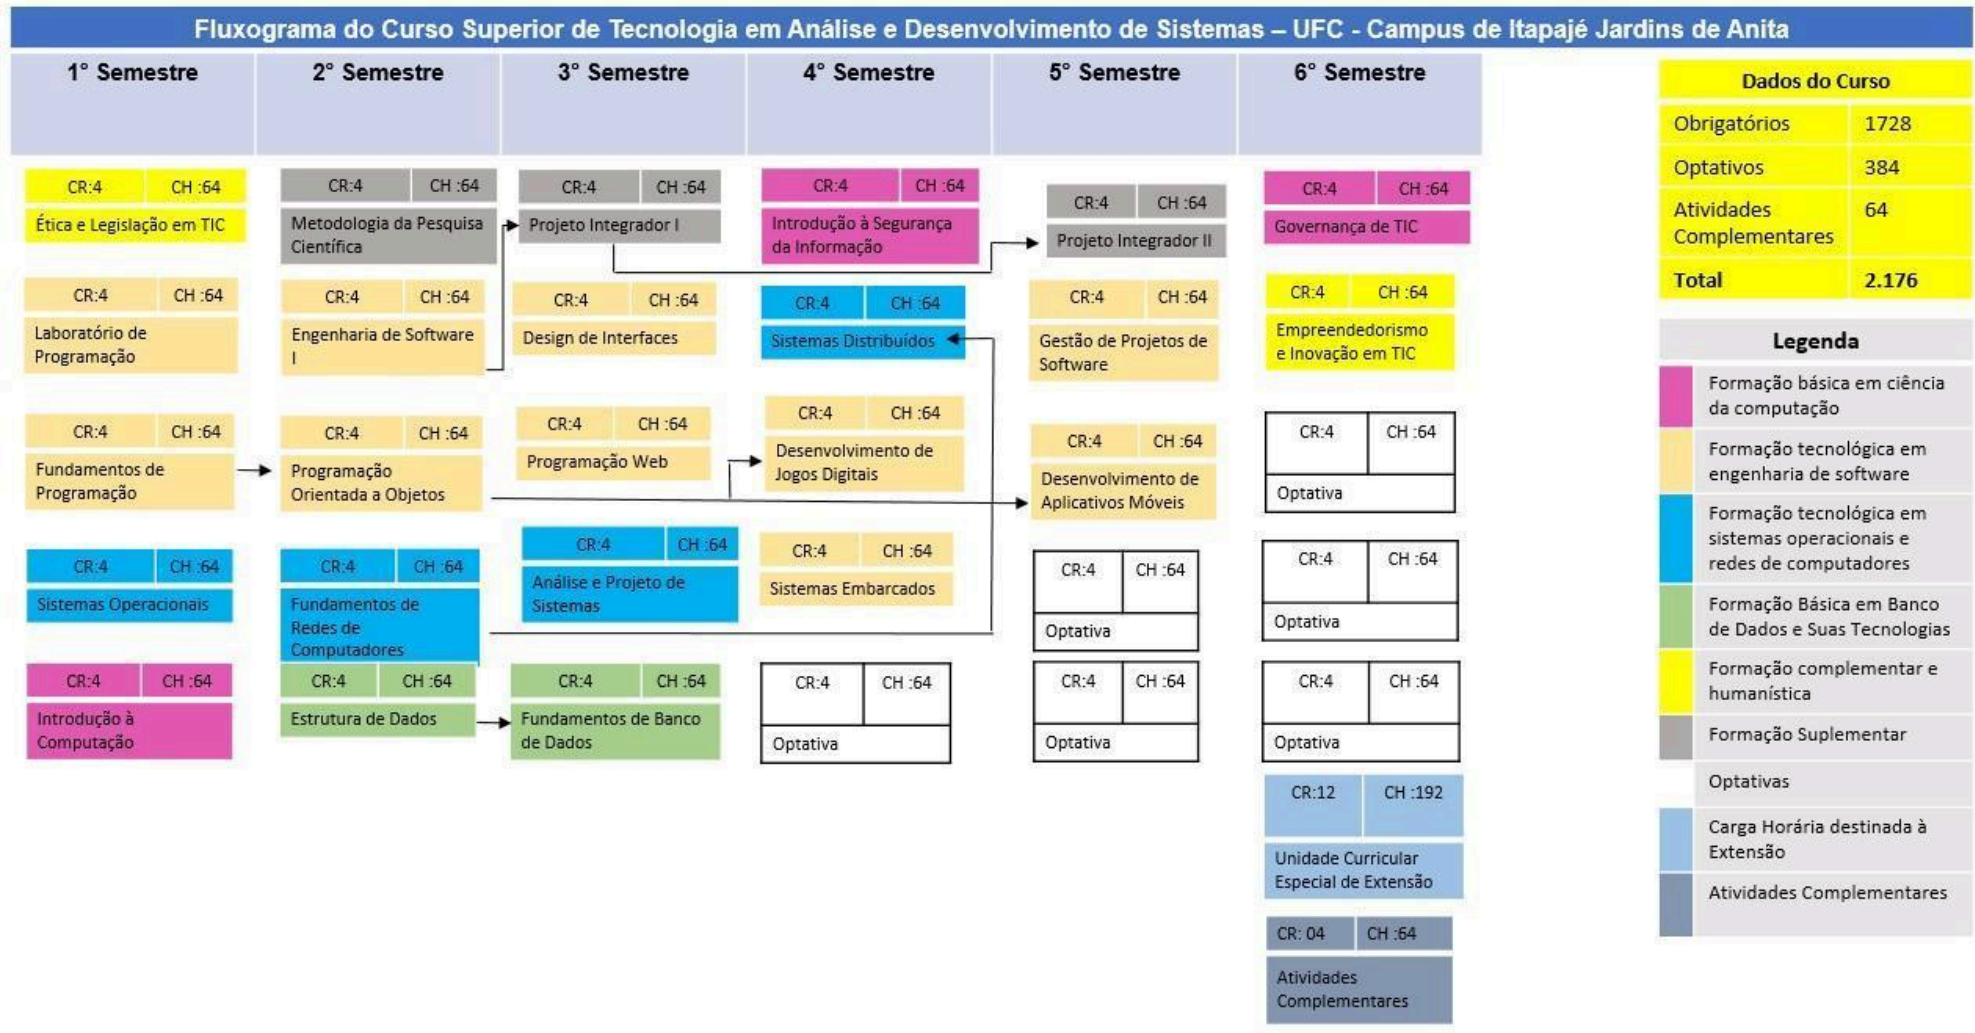 Fluxograma do Curso Superior de Tecnologia em Análise e Desenvolvimento de Sistemas – UFC - Campus de Itapajé Jardins de Anita
1° Semestre
CR:4 CH :64
Ética e Legislação em TIC
CR:4 CH :64
Laboratório de
Programação
CR:4 CH :64
Fundamentos de
Programação
CR:4 CH :64
Sistemas Operacionais
CR:4 CH :64
Introdução à
Computação
2° Semestre
CR:4 CH :64
Metodologia da Pesquisa
Científica
CR:4 CH :64
Engenharia de Software
I
CR:4 CH :64
Programação
Orientada a Objetos
CR:4 CH :64
Fundamentos de
Redes de
Computadores
CR:4 CH :64
Estrutura de Dados
3° Semestre
CR:4 CH :64
Projeto Integrador I
CR:4 CH :64
Design de Interfaces
CR:4 CH :64
Programação Web
CR:4 CH :64
Análise e Projeto de
Sistemas
CR:4 CH :64
Fundamentos de Banco
de Dados
4° Semestre
CR:4 CH :64
Introdução à Segurança
da Informação
CR:4 CH :64
Sistemas Distribuídos
CR:4 CH :64
Desenvolvimento de
Jogos Digitais
CR:4 CH :64
Sistemas Embarcados
CR:4 CH :64
Optativa
5° Semestre
CR:4 CH :64
Projeto Integrador II
CR:4 CH :64
Gestão de Projetos de
Software
CR:4 CH :64
Desenvolvimento de
Aplicativos Móveis
CR:4 CH :64
Optativa
CR:4 CH :64
Optativa
6° Semestre
CR:4 CH :64
Governança de TIC
CR:4 CH :64
Empreendedorismo
e Inovação em TIC
CR:4 CH :64
Optativa
CR:4 CH :64
Optativa
CR:4 CH :64
Optativa
CR:12 CH :192
Unidade Curricular
Especial de Extensão
CR: 04 CH :64
Atividades
Complementares
Dados do Curso
Obrigatórios 1728
Optativos 384
Atividades 64
Complementares
Total 2.176
Legenda
Formação básica em ciência
da computação
Formação tecnológica em
engenharia de software
Formação tecnológica em
sistemas operacionais e
redes de computadores
Formação Básica em Banco
de Dados e Suas Tecnologias
Formação complementar e
humanística
Formação Suplementar
Optativas
Carga Horária destinada à
Extensão
Atividades Complementares